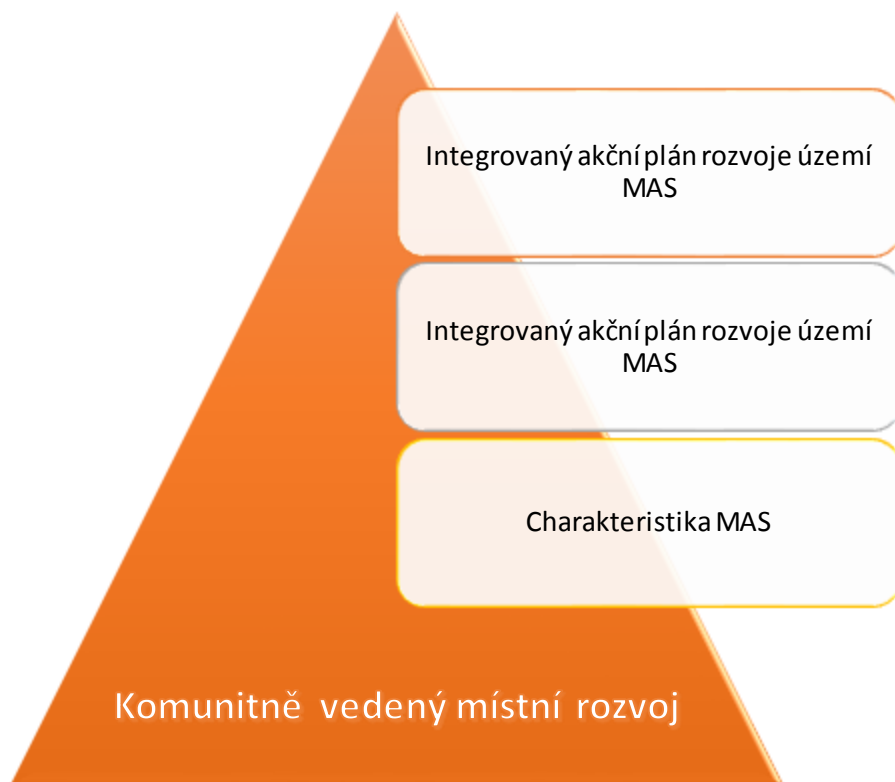 Integrovaný akční plán rozvoje území
MAS
Integrovaný akční plán rozvoje území
MAS
Charakteristika MAS
Komunitně vedený místní rozvoj